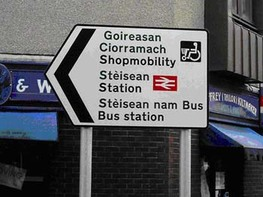 Goireasan
Ciorramach
Shopmobility
Stèisean
Station
Stèisean nam Bus
Bus station
& W